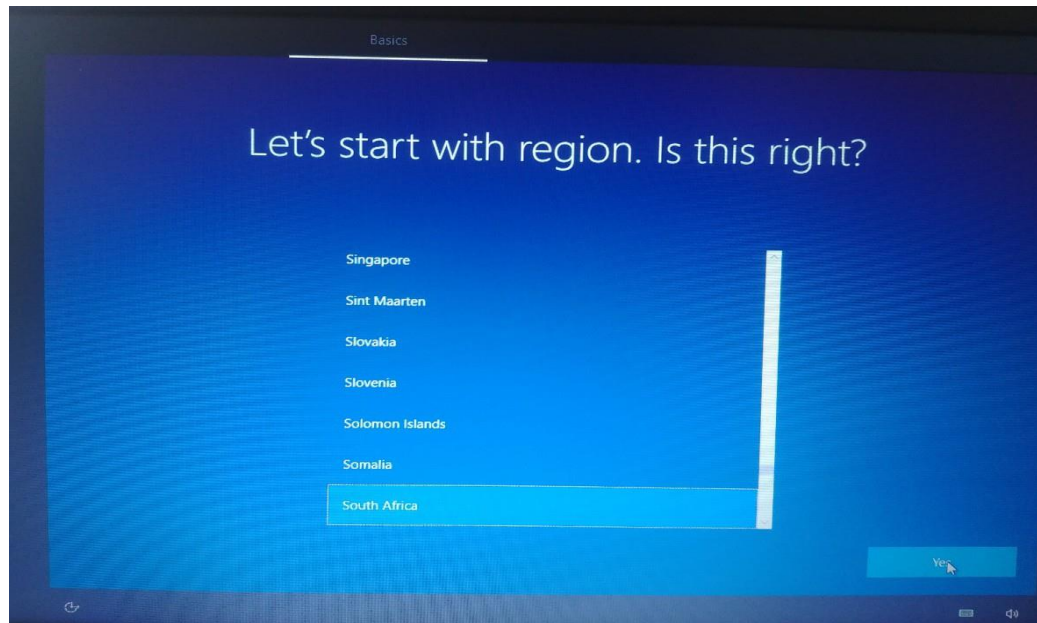 Basics
Let's start with region. Is this right?
Singapore
Sint Maarten
Slovakia
Slovenia
Solomon Islands
Somalia
South Africa
Yes